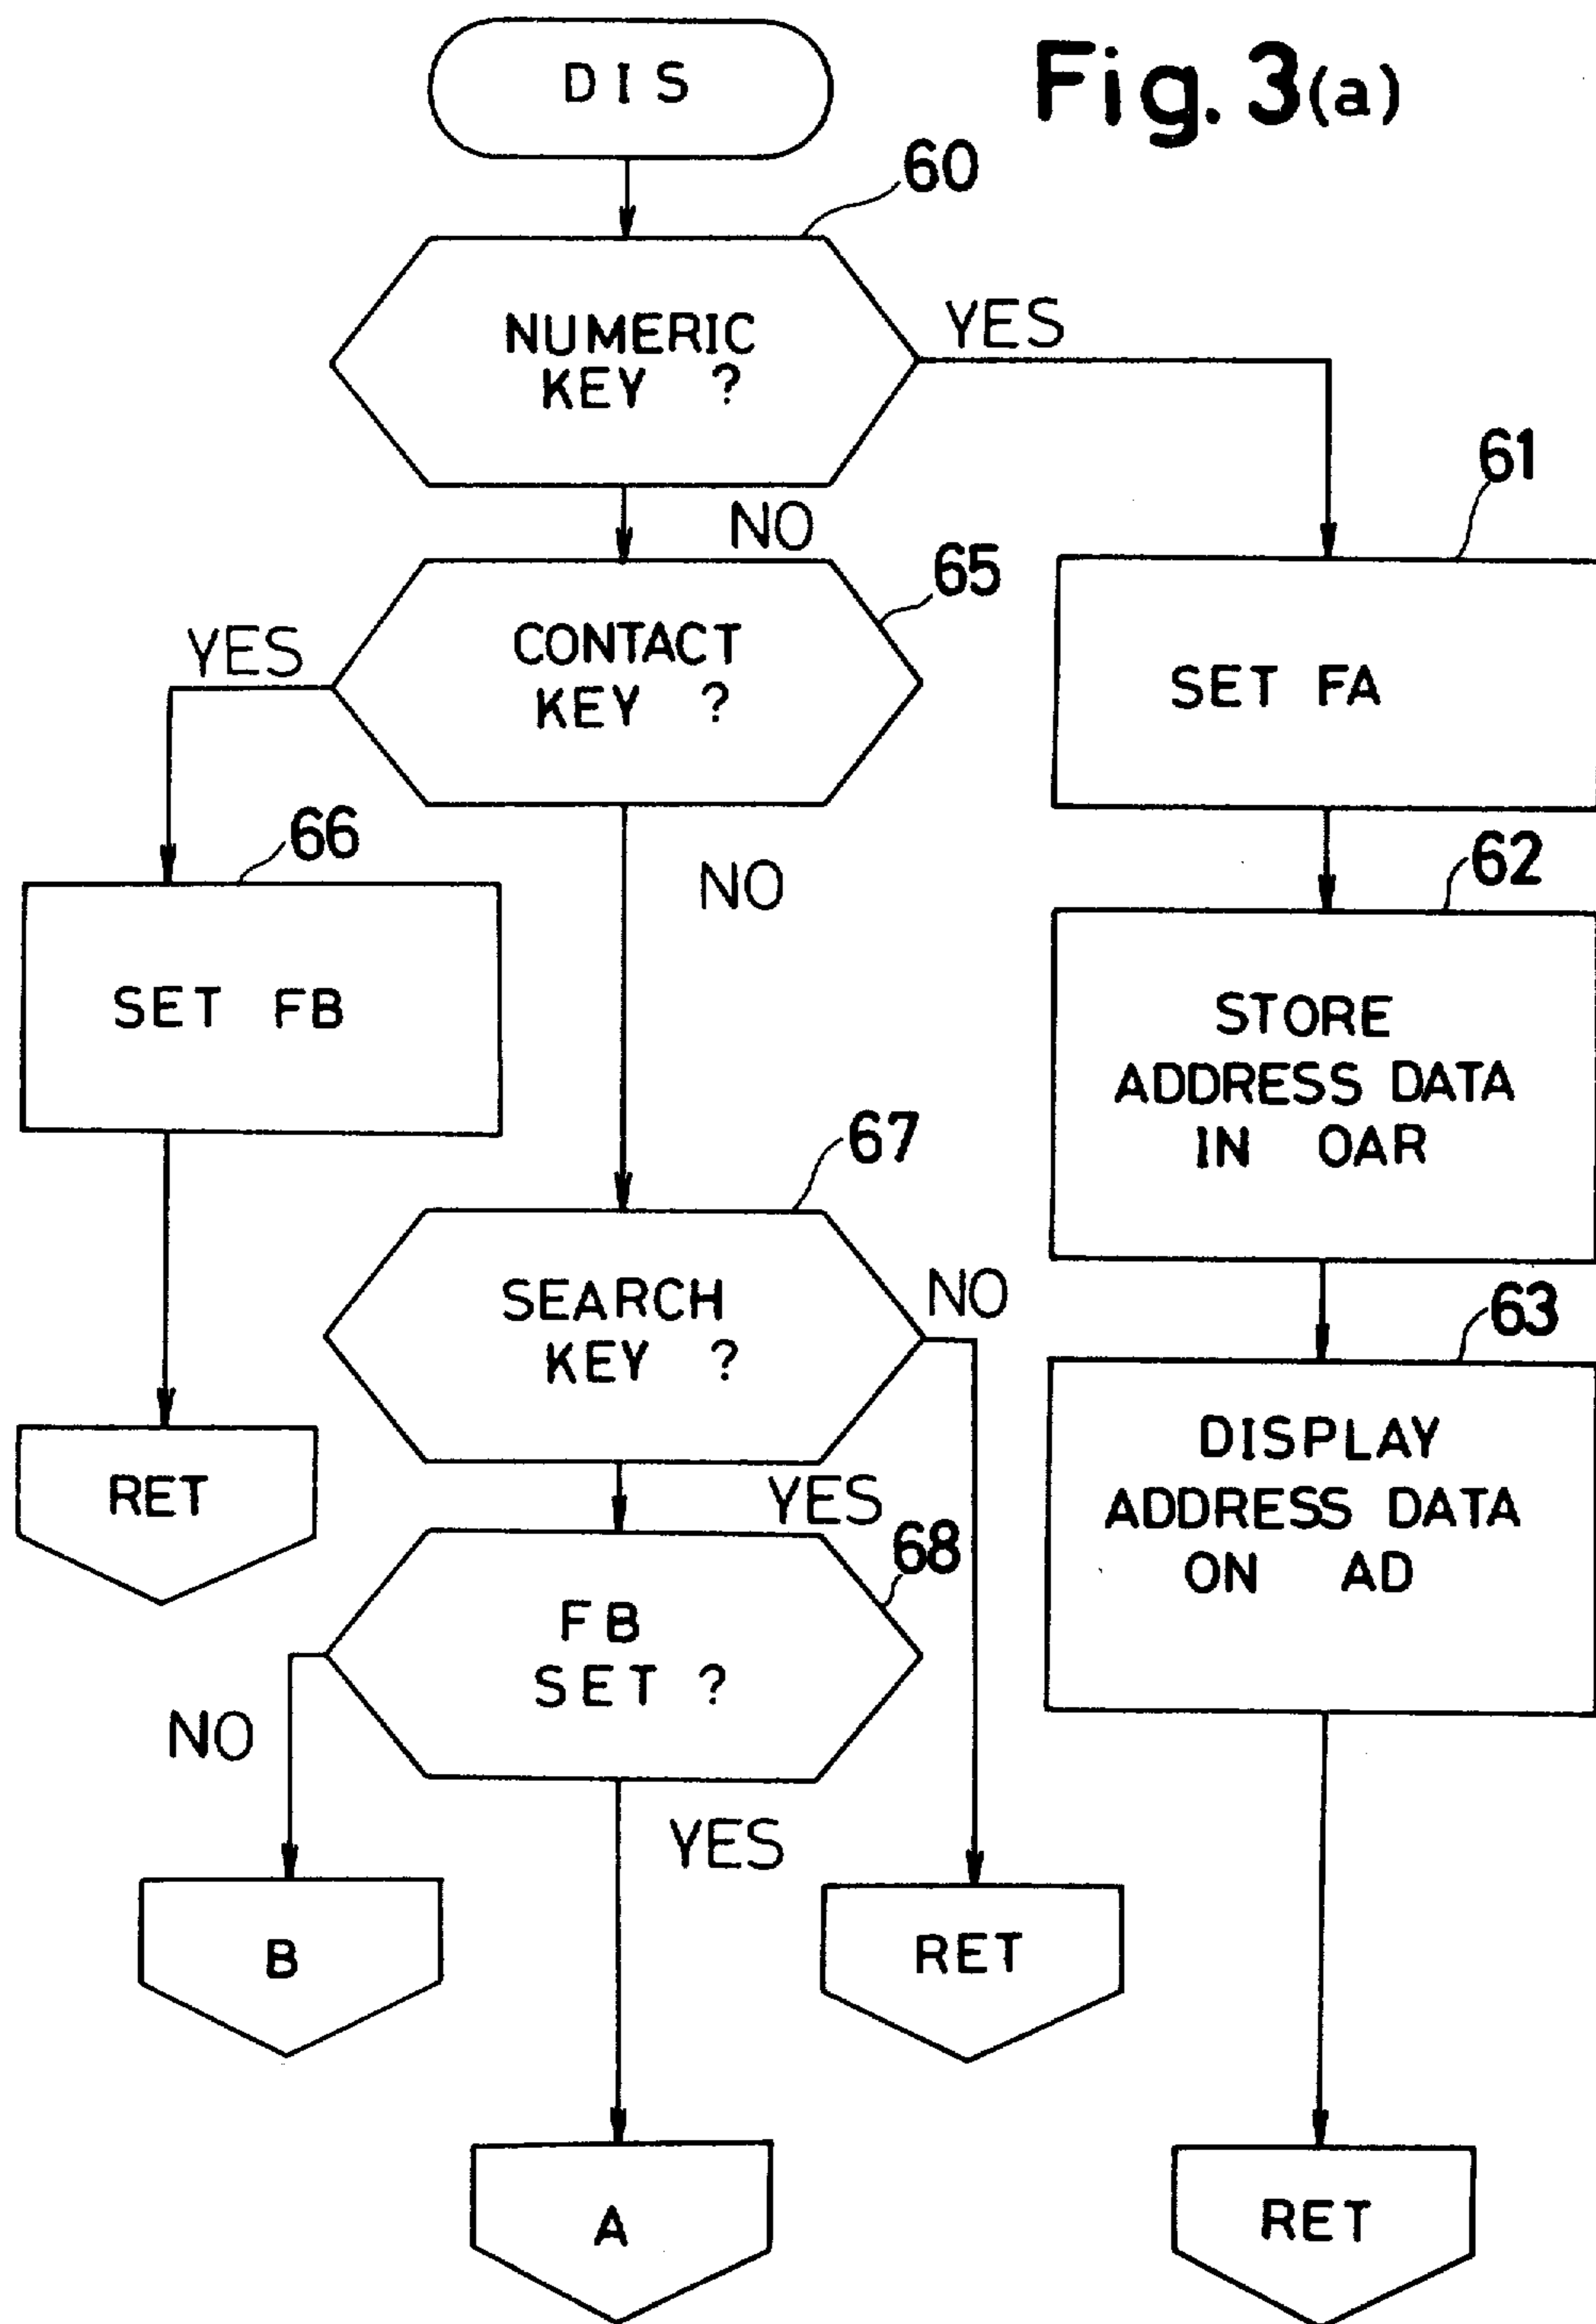 DIS
Fig. 3(a)
60
NUMERIC
KEY ?
YES
61
NO
65
CONTACT
KEY ?
YES
SET FA
66
NO
62
SET FB
STORE
ADDRESS DATA
IN OAR
67
SEARCH
KEY ?
NO
63
DISPLAY
ADDRESS DATA
ON AD
RET
YES
68
FB
SET ?
NO
YES
B
RET
A
RET